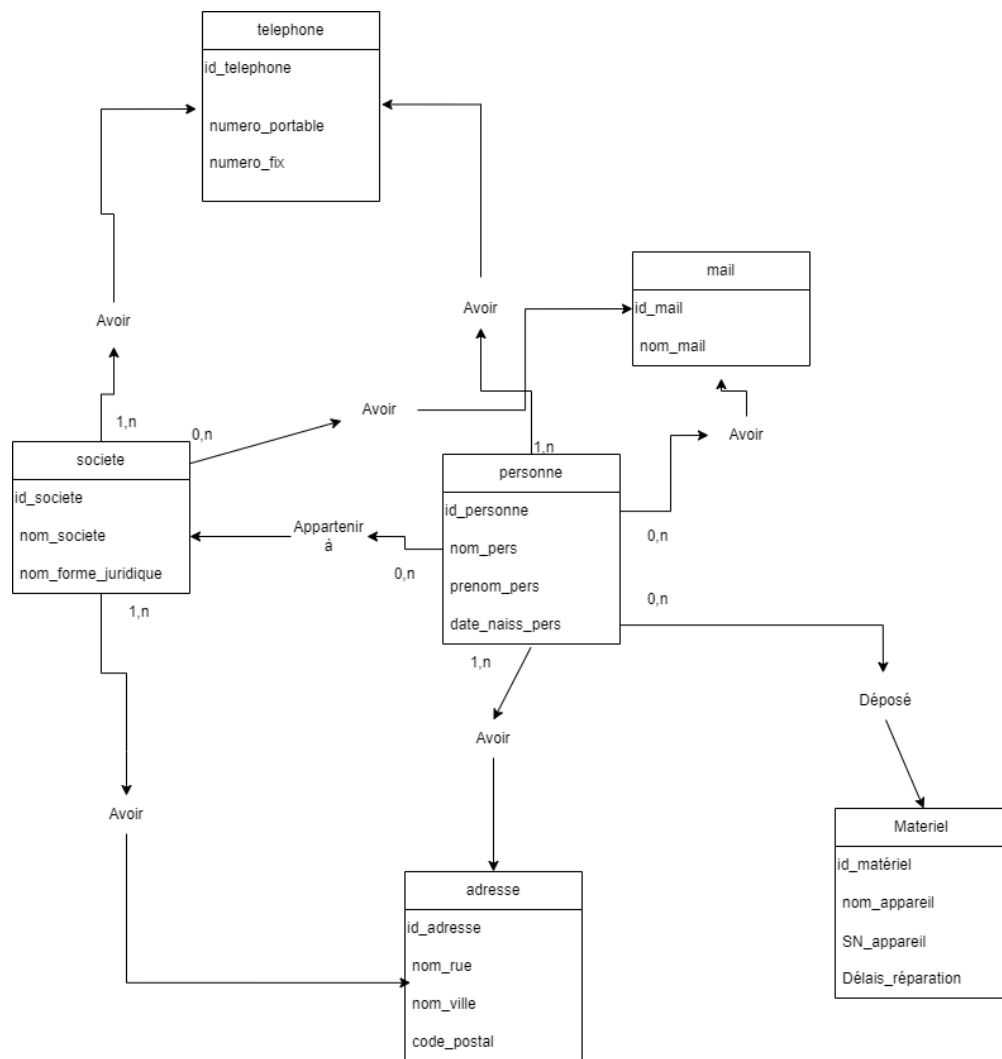 telephone
id_telephone
numero_portable
numero_fix
mail
id_mail
nom_mail
Avoir
Avoir
Avoir
Avoir
1,n
0,n
1,n
societe
id_societe
nom_societe
nom_forme_juridique
Appartenir
à
0,n
personne
id_personne
nom_pers
prenom_pers
date_naiss_pers
0,n
0,n
1,n
1,n
Déposé
Avoir
Avoir
Materiel
id_matériel
nom_appareil
SN_appareil
Délais_réparation
adresse
id_adresse
nom_rue
nom_ville
code_postal